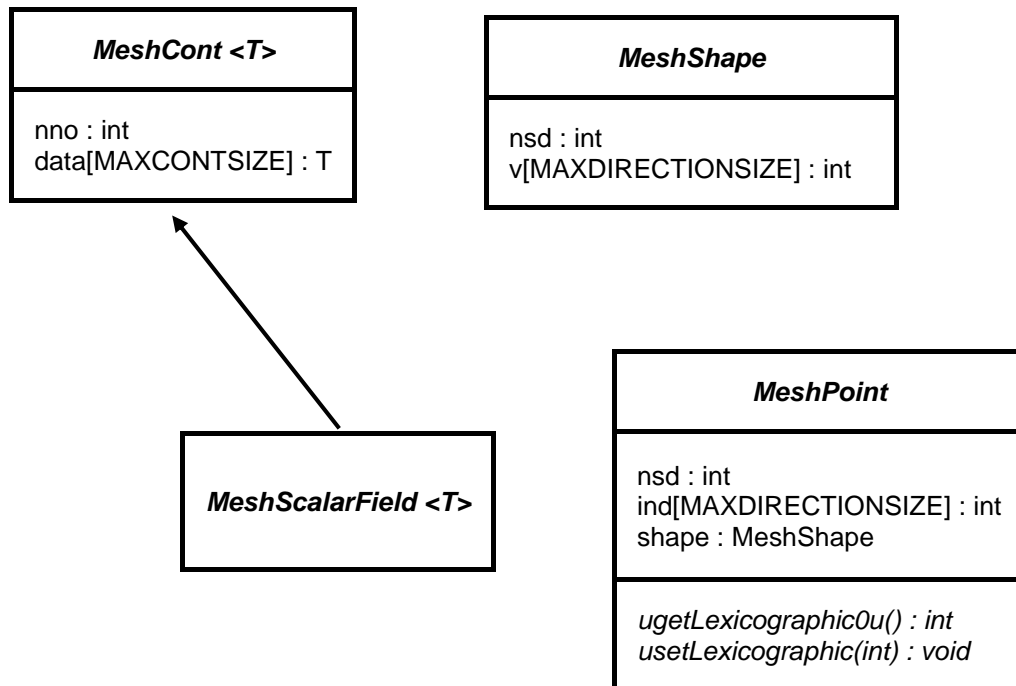 MeshCont <T>
nno : int
data[MAXCONTSIZE] : T
MeshShape
nsd : int
v[MAXDIRECTIONSIZE] : int
MeshScalarField <T>
MeshPoint
nsd : int
ind[MAXDIRECTIONSIZE] : int
shape : MeshShape
ugetLexicographic0u() : int
usetLexicographic(int) : void